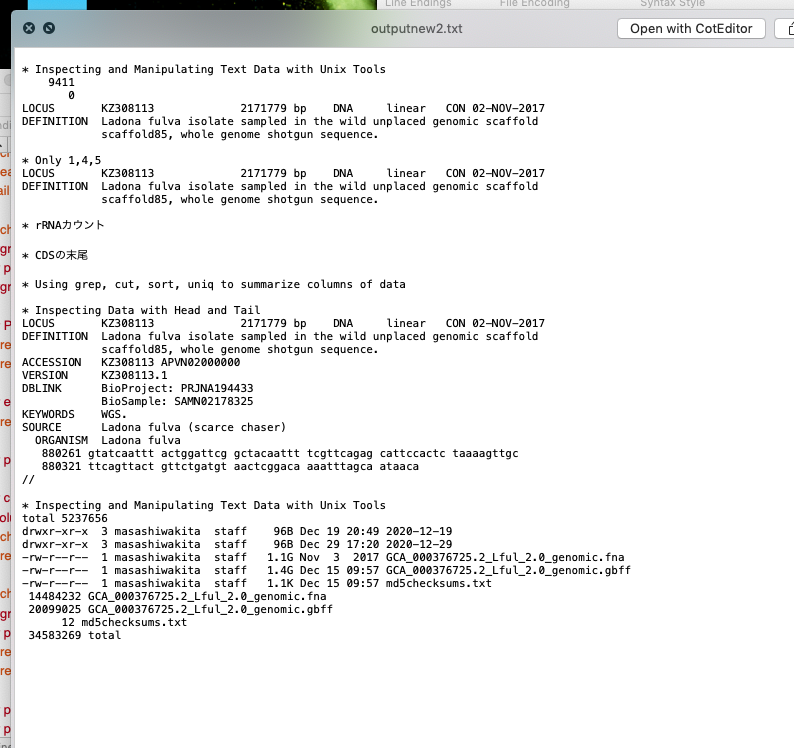 Line Endings File Encoding Syntax Style
outputnew2.txt Open with CotEditor
* Inspecting and Manipulating Text Data with Unix Tools
9411
0
LOCUS KZ308113 2171779 bp DNA linear CON 02-NOV-2017
DEFINITION Ladona fulva isolate sampled in the wild unplaced genomic scaffold
scaffold85, whole genome shotgun sequence.
* Only 1,4,5
LOCUS KZ308113 2171779 bp DNA linear CON 02-NOV-2017
DEFINITION Ladona fulva isolate sampled in the wild unplaced genomic scaffold
scaffold85, whole genome shotgun sequence.
* rRNAカウント
* CDSの末尾
* Using grep, cut, sort, uniq to summarize columns of data
* Inspecting Data with Head and Tail
LOCUS KZ308113 2171779 bp DNA linear CON 02-NOV-2017
DEFINITION Ladona fulva isolate sampled in the wild unplaced genomic scaffold
scaffold85, whole genome shotgun sequence.
ACCESSION KZ308113 APVN02000000
VERSION KZ308113.1
DBLINK BioProject: PRJNA194433
BioSample: SAMN02178325
KEYWORDS WGS.
SOURCE Ladona fulva (scarce chaser)
ORGANISM Ladona fulva
880261 gtatcaattt actggattcg gctacaattt tcgttcagag cattccactc taaaagttgc
880321 ttcagttact gttctgatgt aactcggaca aaatttagca ataaca
//
* Inspecting and Manipulating Text Data with Unix Tools
total 5237656
drwxr-xr-x 3 masashiwakita staff 96B Dec 19 20:49 2020-12-19
drwxr-xr-x 3 masashiwakita staff 96B Dec 29 17:20 2020-12-29
-rw-r--r-- 1 masashiwakita staff 1.1G Nov 3 2017 GCA_000376725.2_Lful_2.0_genomic.fna
-rw-r--r-- 1 masashiwakita staff 1.4G Dec 15 09:57 GCA_000376725.2_Lful_2.0_genomic.gbff
-rw-r--r-- 1 masashiwakita staff 1.1K Dec 15 09:57 md5checksums.txt
14484232 GCA_000376725.2_Lful_2.0_genomic.fna
20099025 GCA_000376725.2_Lful_2.0_genomic.gbff
12 md5checksums.txt
34583269 total